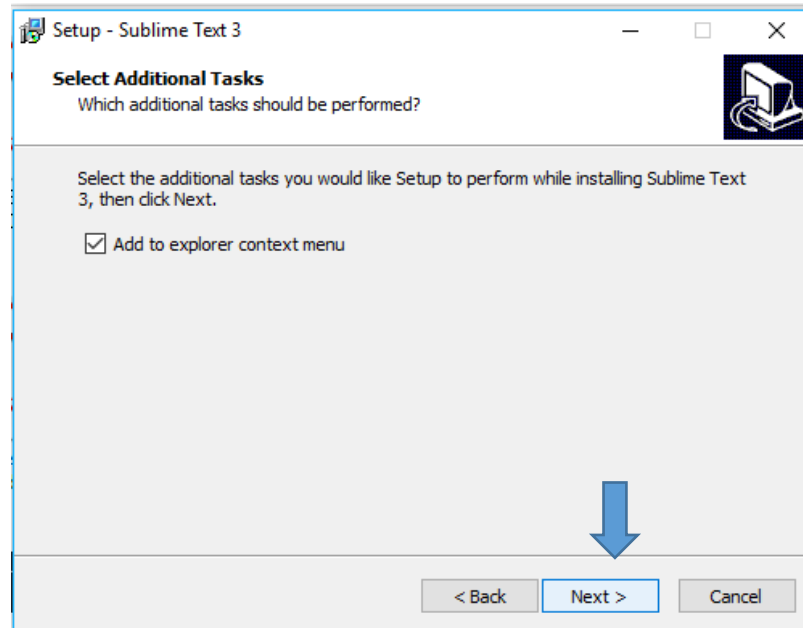 Setup - Sublime Text 3
Select Additional Tasks
Which additional tasks should be performed?
Select the additional tasks you would like Setup to perform while installing Sublime Text
3, then click Next.
Add to explorer context menu
< Back
Next >
Cancel